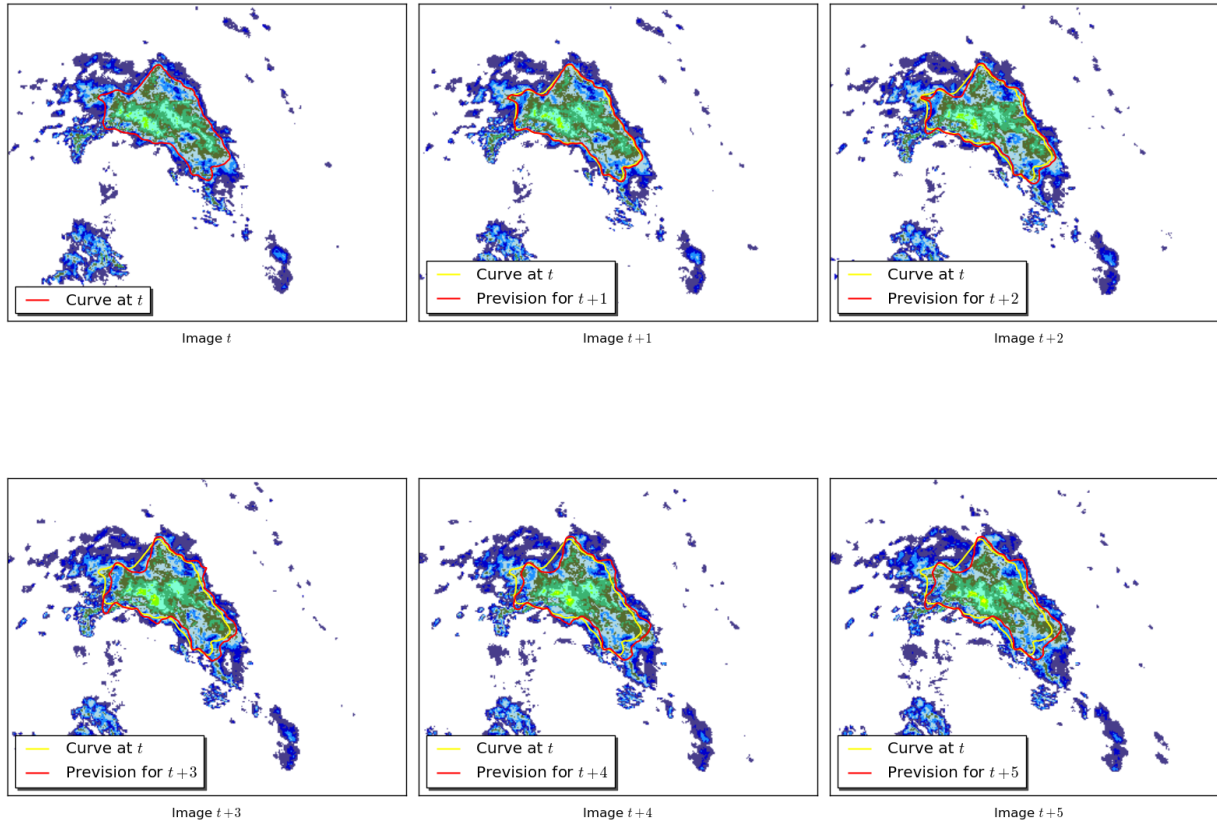 Curve at t
Image t
Curve at t
Prevision for t+1
Image t+1
Curve at t
Prevision for t+2
Image t+2
Curve at t
Prevision for t+3
Image t+3
Curve at t
Prevision for t+4
Image t+4
Curve at t
Prevision for t+5
Image t+5